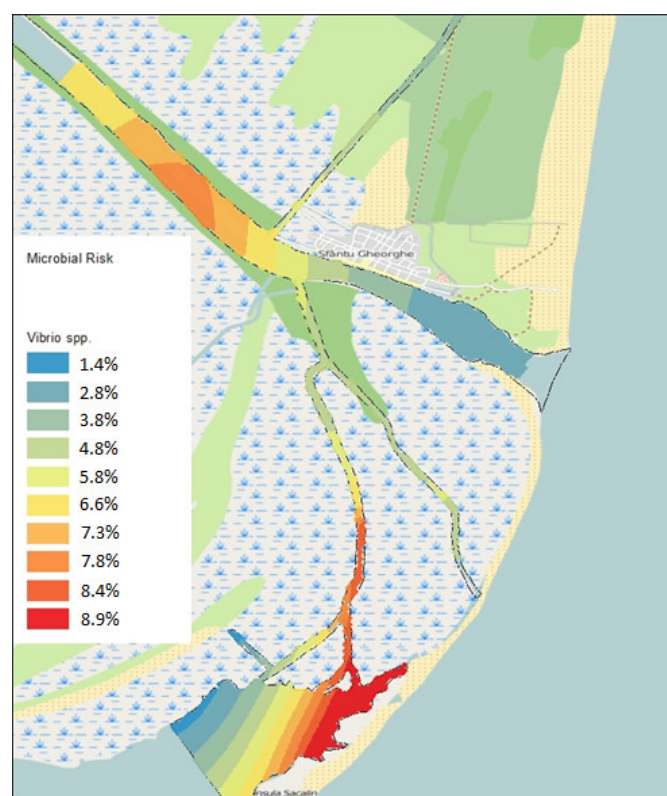 Sfântu Gheorghe
Microbial Risk
Vibrio spp.
1.4%
2.8%
3.8%
4.8%
5.8%
6.6%
7.3%
7.8%
8.4%
8.9%
Insula Sacalin